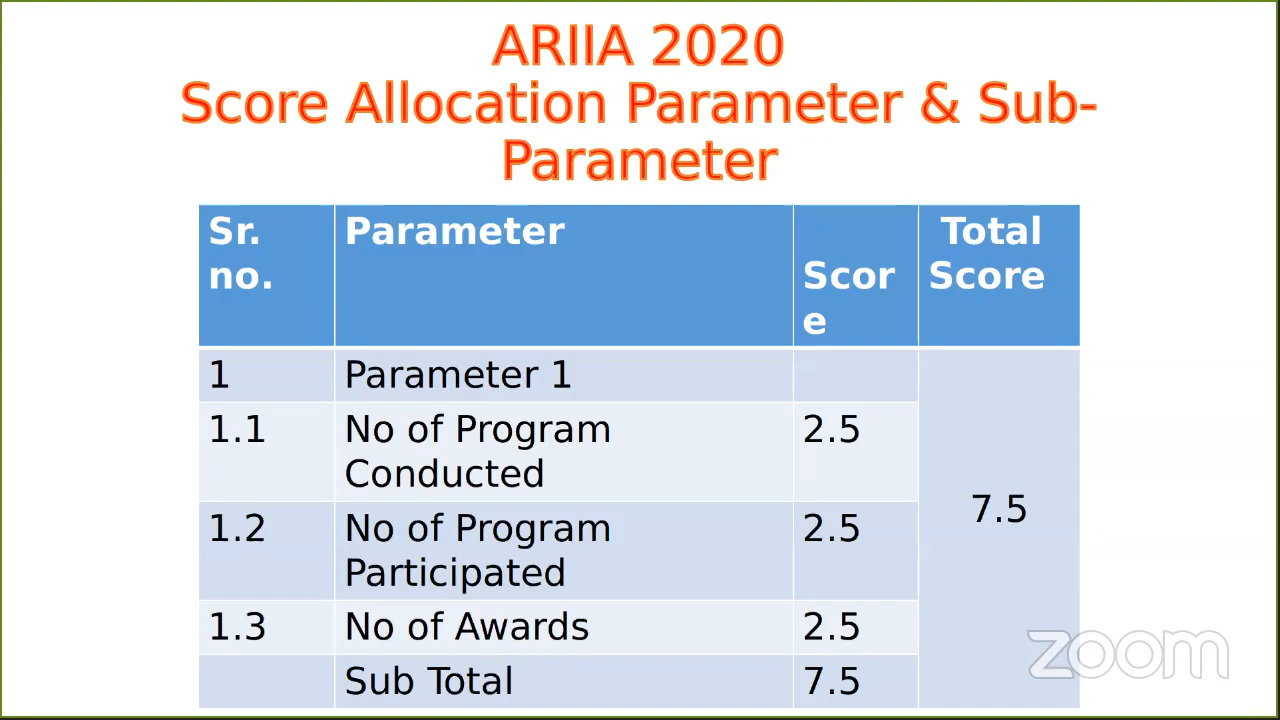 ARIIA 2020
Score Allocation Parameter & Sub-
Parameter
Sr. no. Parameter Score Total Score
1 Parameter 1
1.1 No of Program Conducted 2.5
1.2 No of Program Participated 2.5
1.3 No of Awards 2.5
Sub Total 7.5
7.5
zoom